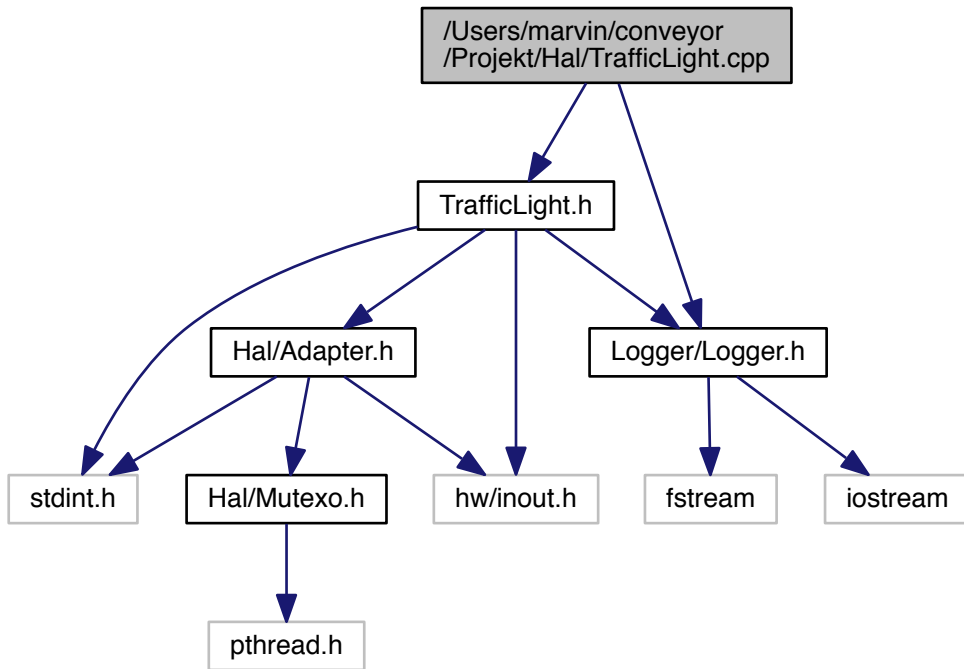 /Users/marvin/conveyor
/Projekt/Hal/TrafficLight.cpp
TrafficLight.h
Hal/Adapter.h
Logger/Logger.h
stdint.h
Hal/Mutexo.h
hw/inout.h
fstream
iostream
pthread.h